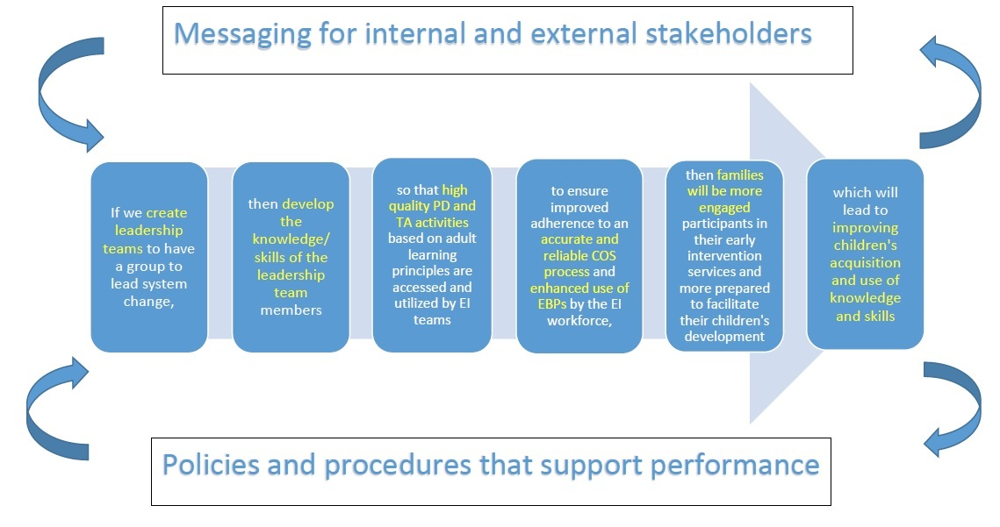 Messaging for internal and external stakeholders
If we create
leadership
teams to have
a group to
lead system
change,
then develop
the
knowledge/
skills of the
leadership
team
members
so that high
quality PD and
TA activities
based on adult
learning
principles are
accessed and
utilized by EI
teams
to ensure
improved
adherence to an
accurate and
reliable COS
process and
enhanced use of
EBPs by the EI
workforce,
then families
will be more
engaged
participants in
their early
intervention
services and
more prepared
to facilitate
their children's
development
which will
lead to
improving
children's
acquisition
and use of
knowledge
and skills
Policies and procedures that support performance